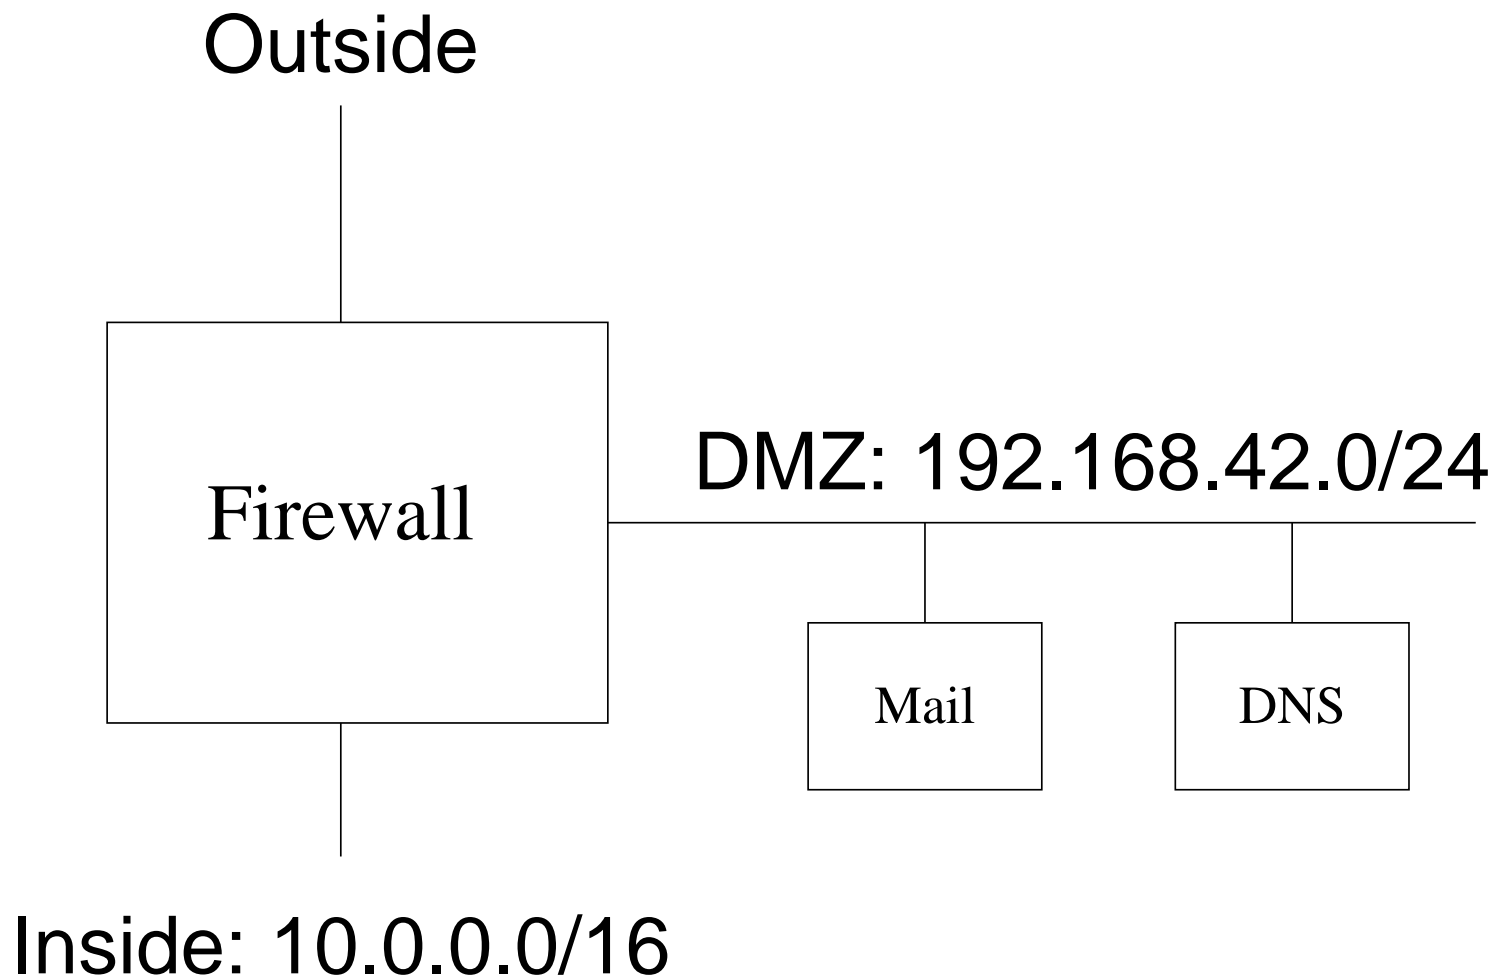 Outside
DMZ: 192.168.42.0/24
Firewall
Mail
DNS
Inside: 10.0.0.0/16